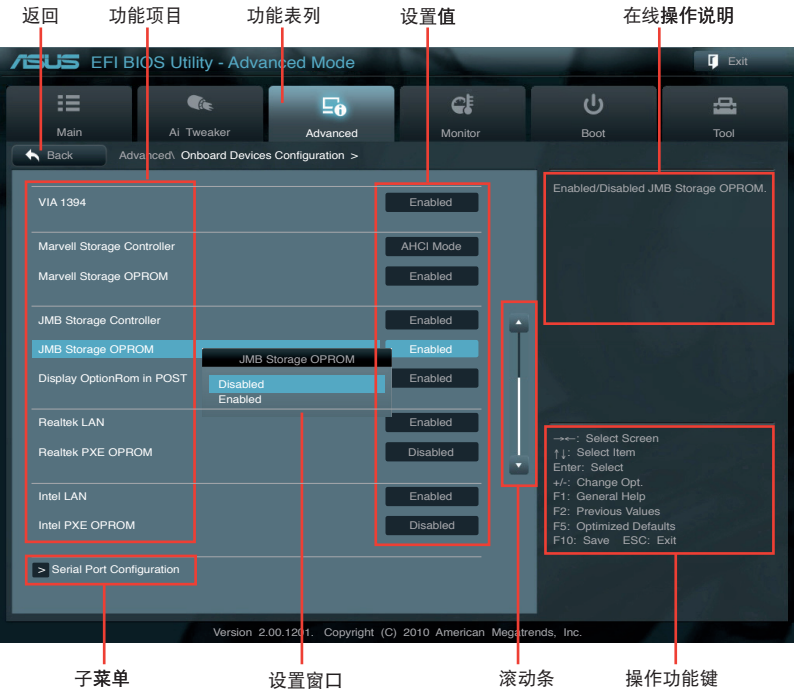 返回 功能项目 功能表列 设置值 在线操作说明
ASUS EFI BIOS Utility - Advanced Mode Exit
Main Ai Tweaker Advanced Monitor Boot Tool
Back Advanced\ Onboard Devices Configuration >
VIA 1394 Enabled
Enabled/Disabled JMB Storage OPROM.
Marvell Storage Controller AHCI Mode
Marvell Storage OPROM Enabled
JMB Storage Controller Enabled
JMB Storage OPROM Enabled
JMB Storage OPROM
Disabled
Enabled
Display OptionRom in POST Enabled
Realtek LAN Enabled
Realtek PXE OPROM Disabled
Intel LAN Enabled
Intel PXE OPROM Disabled
> Serial Port Configuration
→←: Select Screen
↑↓: Select Item
Enter: Select
+/-: Change Opt.
F1: General Help
F2: Previous Values
F5: Optimized Defaults
F10: Save ESC: Exit
Version 2.00.1201. Copyright (C) 2010 American Megatrends, Inc.
子菜单 设置窗口 滚动条 操作功能键